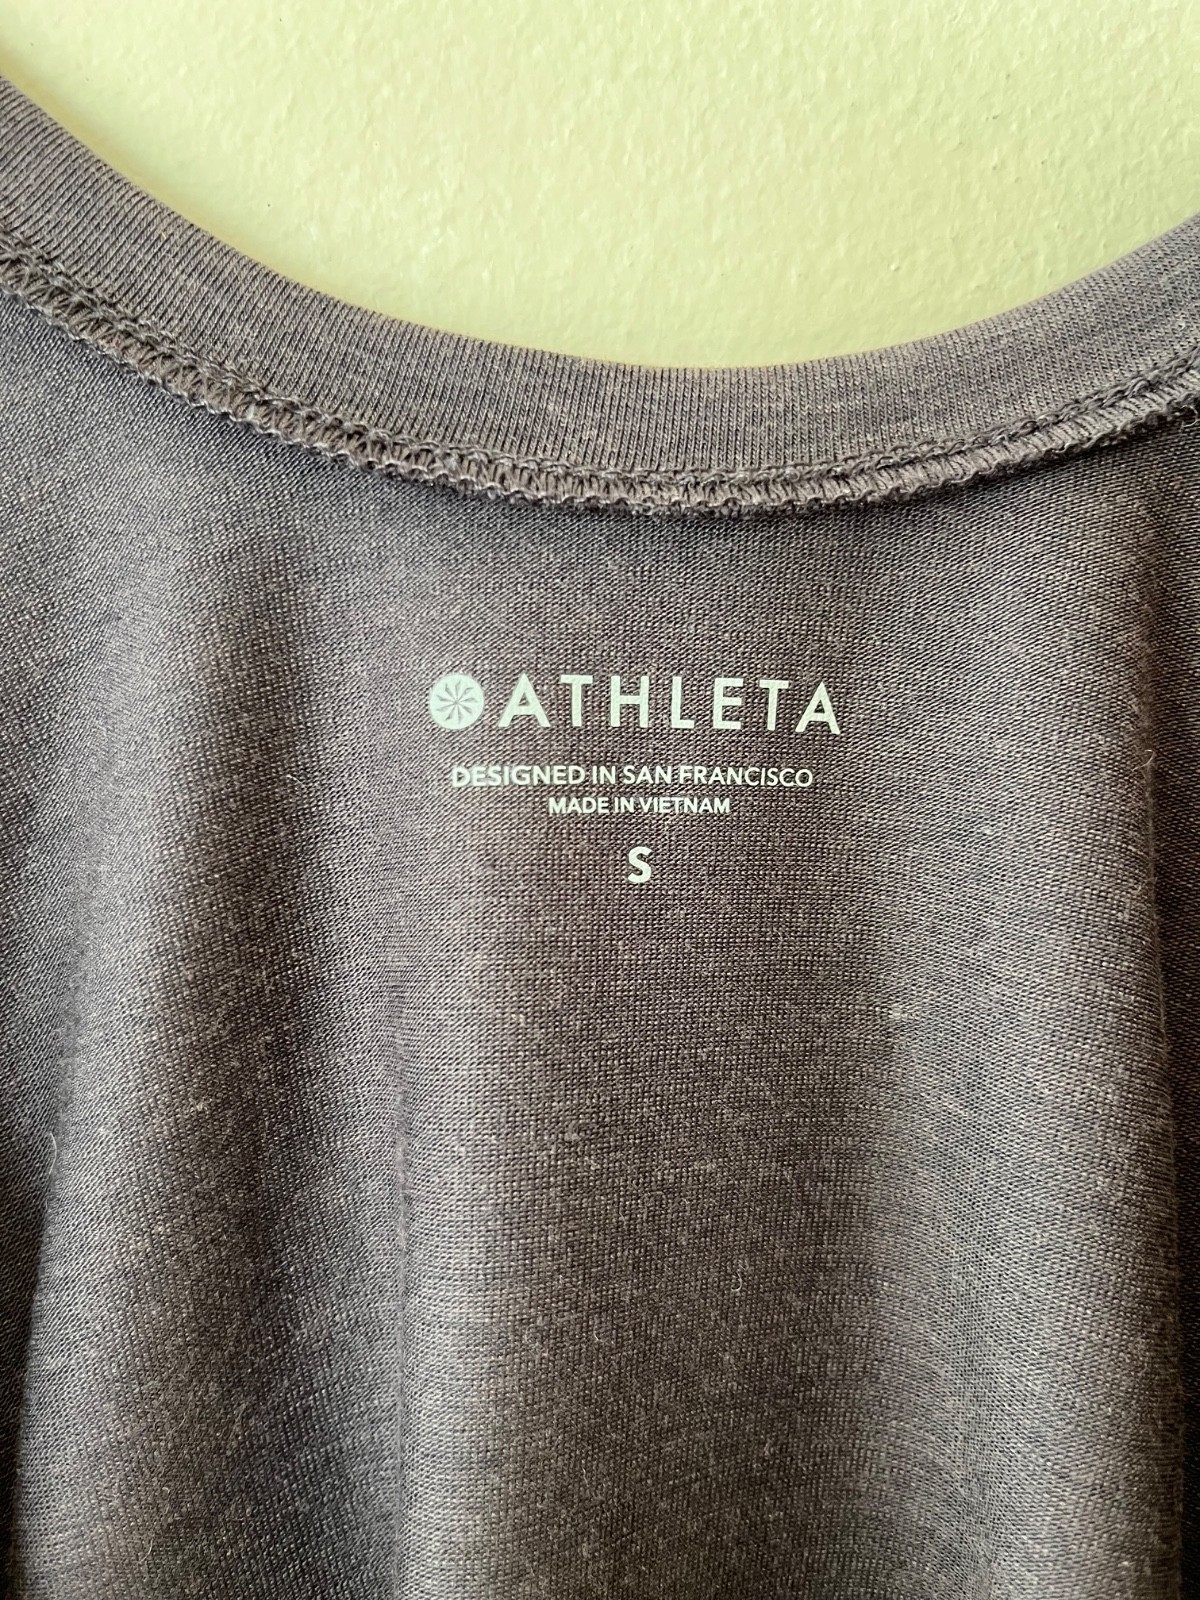 ATHLETA
DESIGNED IN SAN FRANCISCO
MADE IN VIETNAM
S